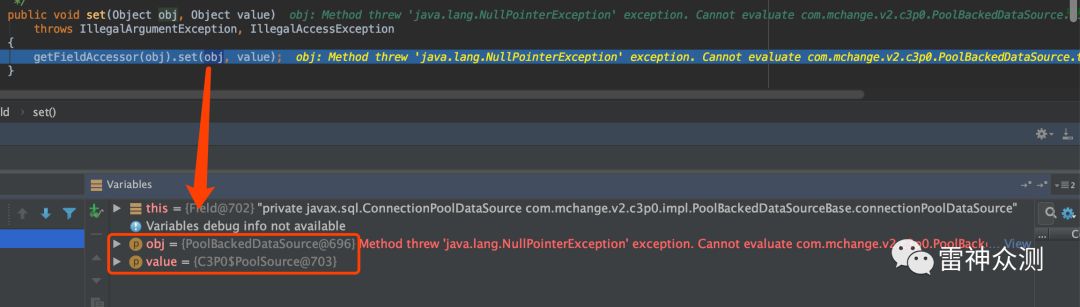 */
public void set(Object obj, Object value)  obj: Method threw 'java.lang.NullPointerException' exception. Cannot evaluate com.mchange.v2.c3p0.PoolBackedDataSource.
throws IllegalArgumentException, IllegalAccessException
{
getFieldAccessor(obj).set(obj, value);  obj: Method threw 'java.lang.NullPointerException' exception. Cannot evaluate com.mchange.v2.c3p0.PoolBackedDataSource.
}
ld › set()
Variables
this = {Field@702} "private javax.sql.ConnectionPoolDataSource com.mchange.v2.c3p0.impl.PoolBackedDataSourceBase.connectionPoolDataSource"
Variables debug info not available
obj = {PoolBackedDataSource@696} Method threw 'java.lang.NullPointerException' exception. Cannot evaluate com.mchange.v2.c3p0.PoolBack... View
value = {C3P0$PoolSource@703}
雷神众测